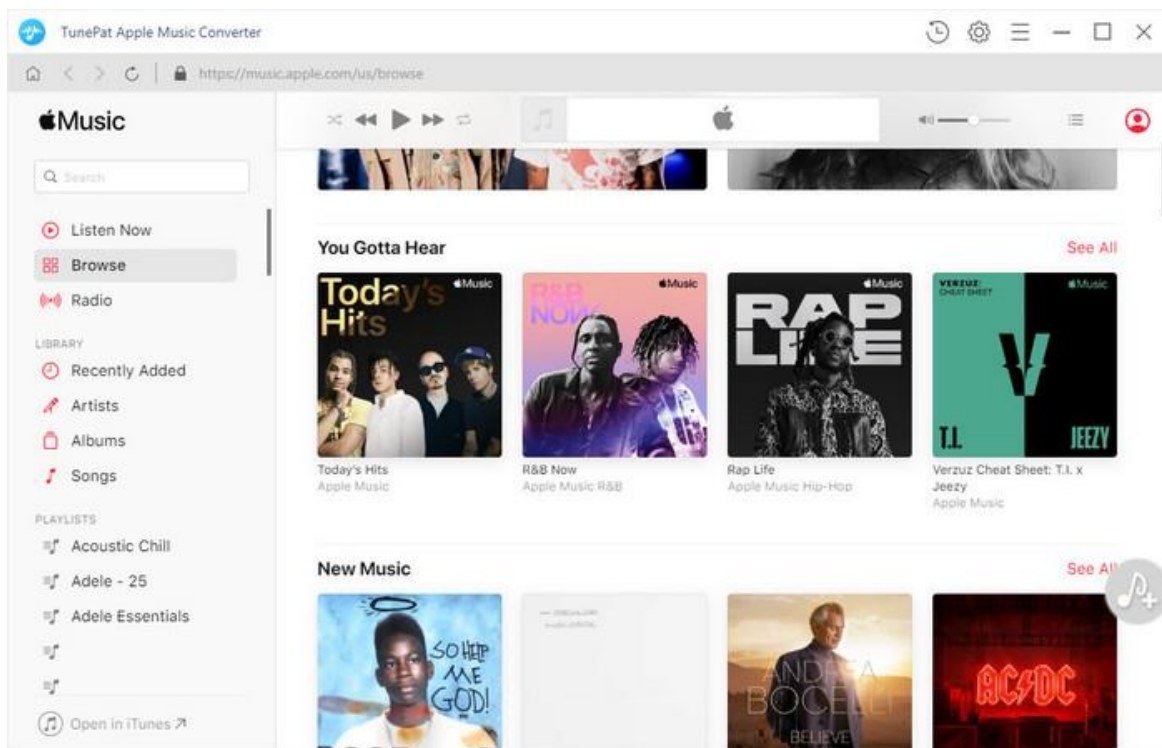 TunePat Apple Music Converter
https://music.apple.com/us/browse
Music
Search
Listen Now
Browse
Radio
LIBRARY
Recently Added
Artists
Albums
Songs
PLAYLISTS
Acoustic Chill
Adele - 25
Adele Essentials
Open in iTunes
You Gotta Hear
See All
Today's
Hits
Music
R&B
NOW
Music
RAP
LIFE
Music
VERZUZ:
CHEAT SHEET
Music
V
T.I.
JEEZY
Today's Hits
Apple Music
R&B Now
Apple Music R&B
Rap Life
Apple Music Hip-Hop
Verzuz Cheat Sheet: T.I. x
Jeezy
Apple Music
New Music
See All
SO HELP
ME
GOD!
ANDREA
BOCELLI
BELIEVE
AC/DC